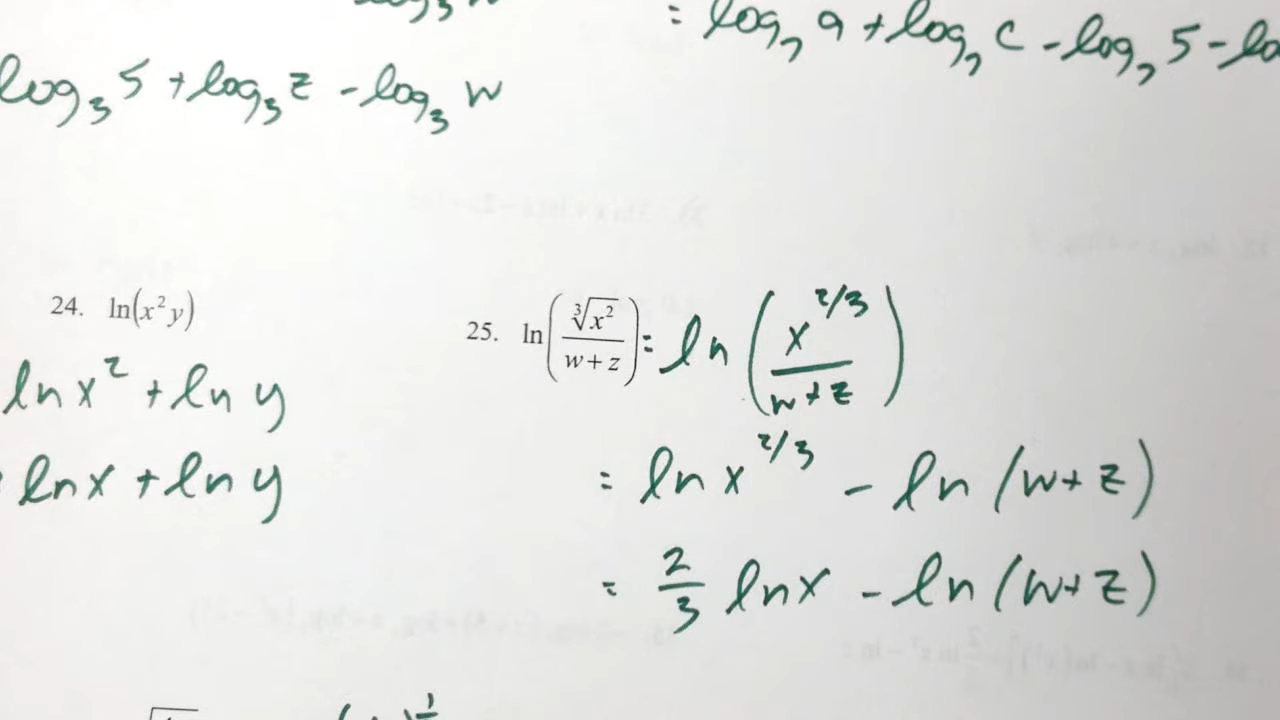 log₃ 5 + log₃ z - log₃ w
= log₇ a + log₇ c - log₇ 5 -
24. ln(x²y)
ln x² + ln y
ln x + ln y
25. ln(∛x² / (w + z)) = ln(x^(2/3) / (w + z))
= ln x^(2/3) - ln (w + z)
= 2/3 ln x - ln (w + z)